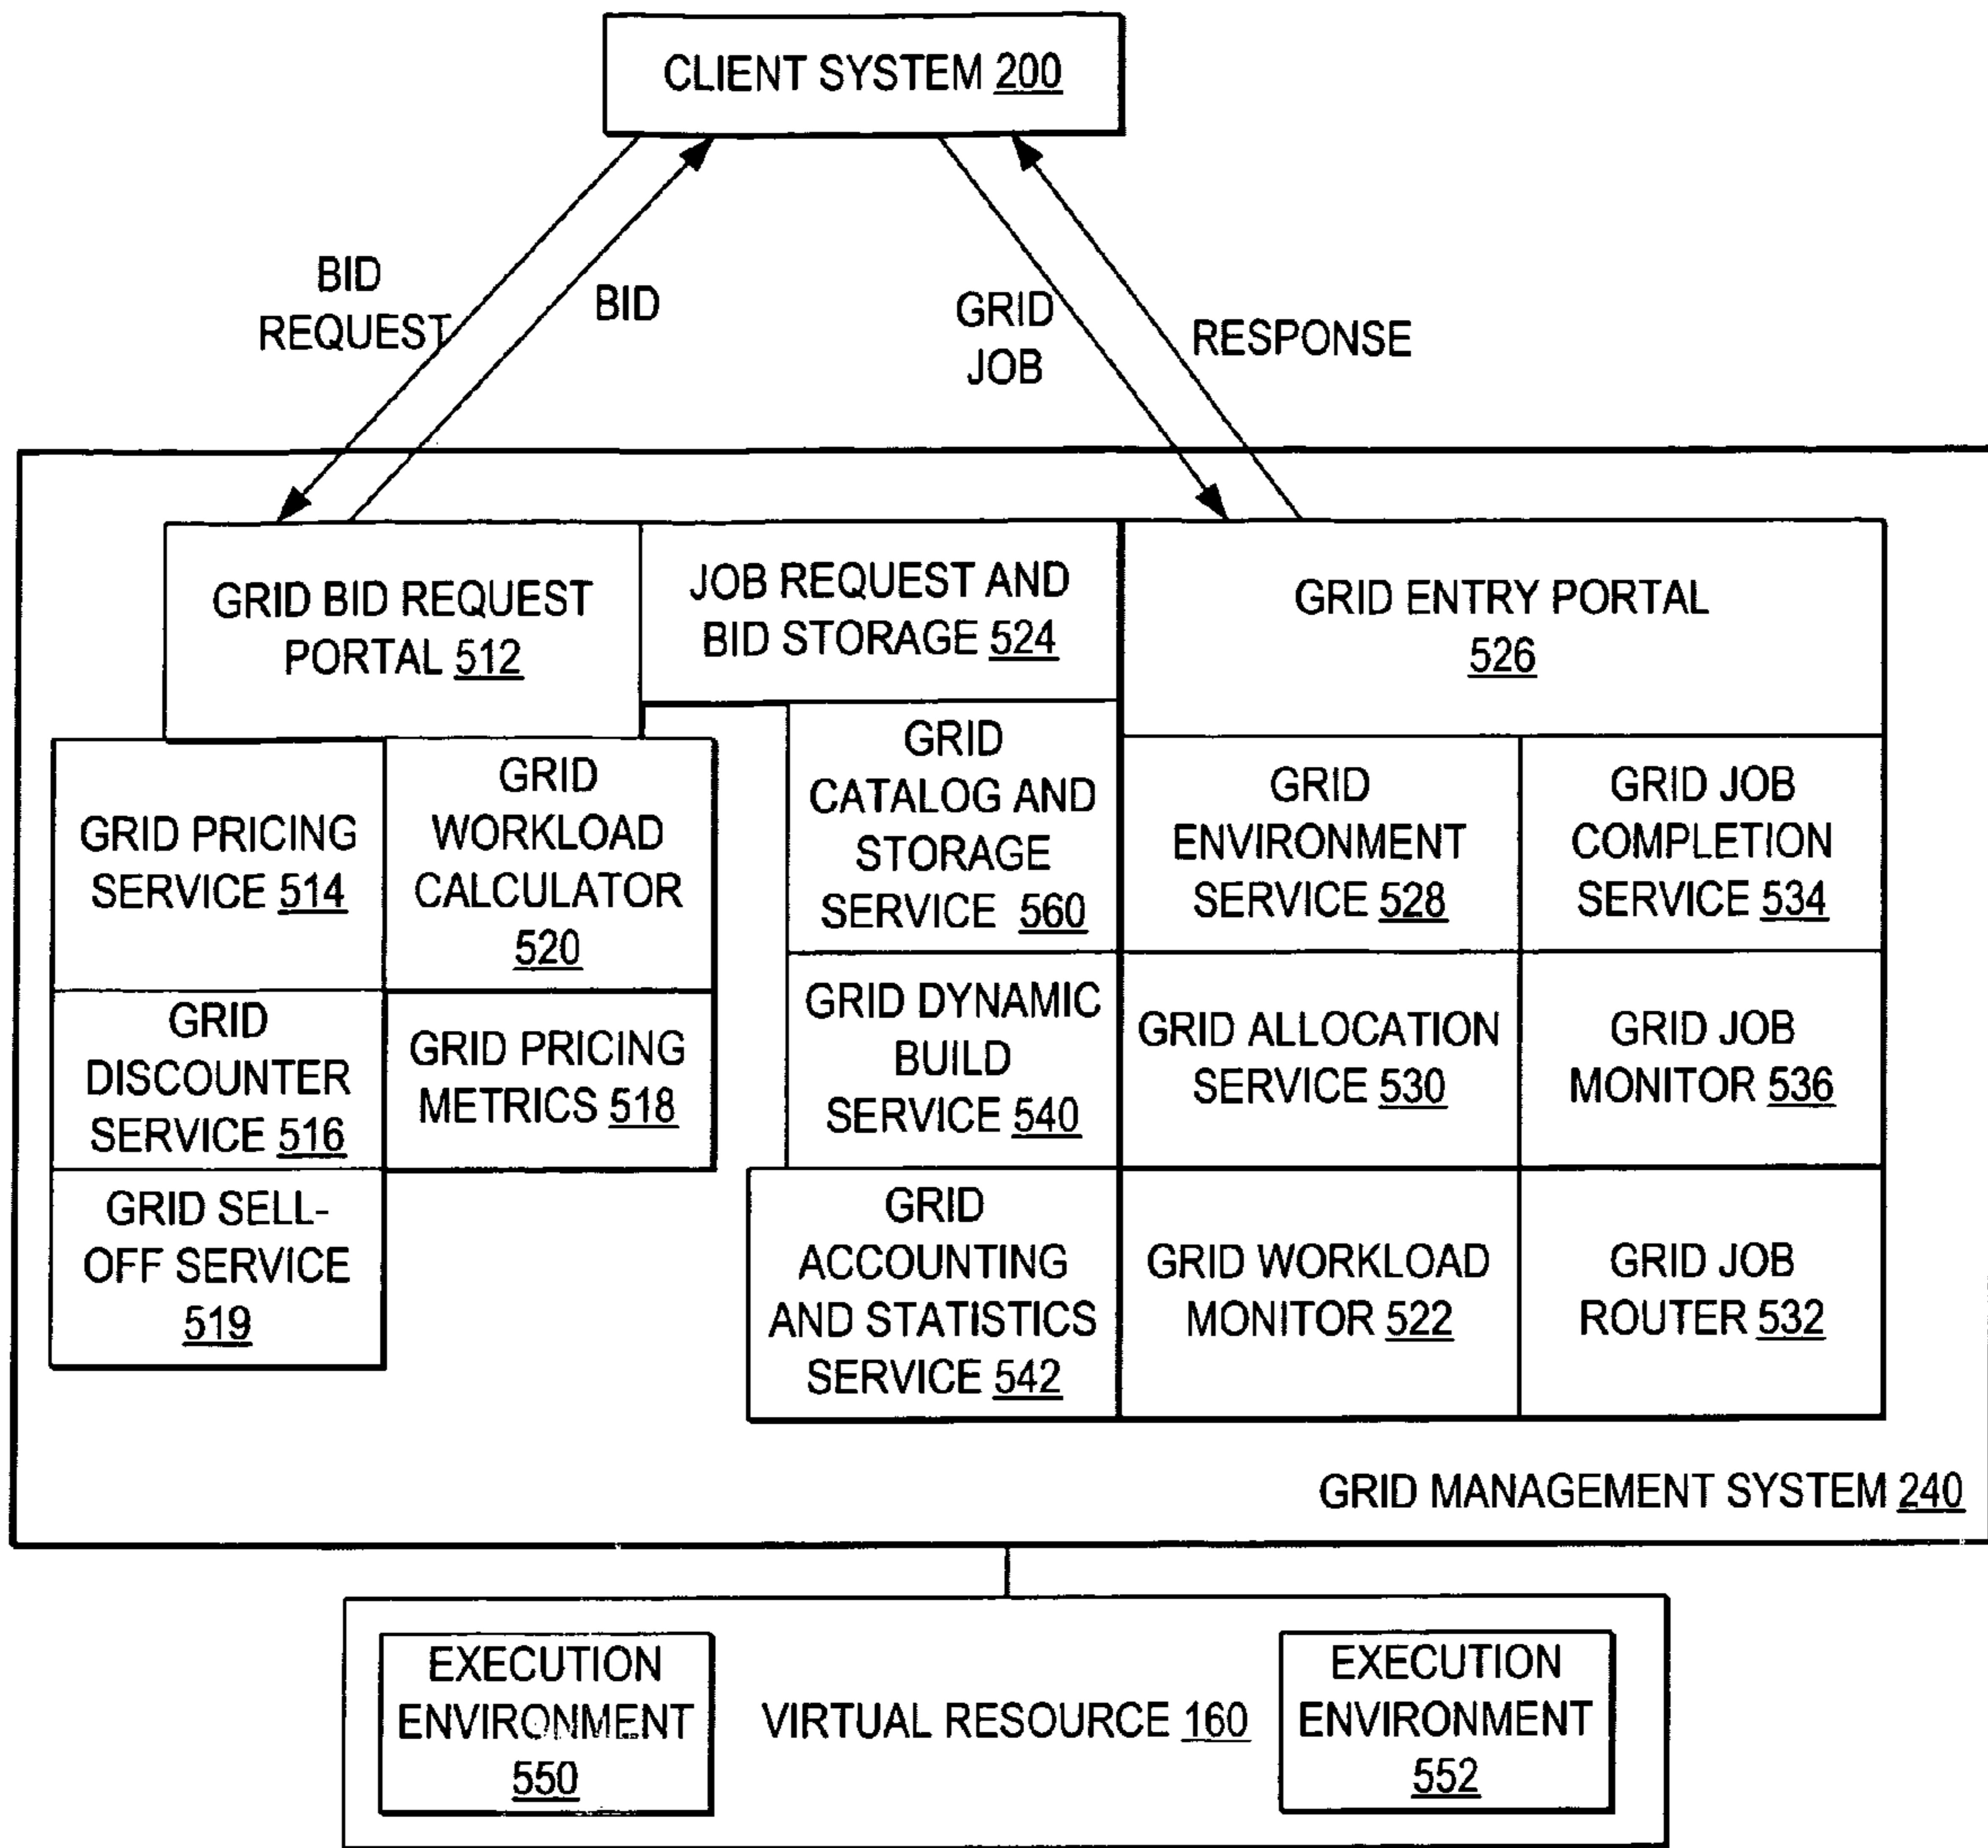 CLIENT SYSTEM 200
BID
REQUEST
BID
GRID
JOB
RESPONSE
GRID BID REQUEST
PORTAL 512
JOB REQUEST AND
BID STORAGE 524
GRID ENTRY PORTAL
526
GRID PRICING
SERVICE 514
GRID
WORKLOAD
CALCULATOR
520
GRID
CATALOG AND
STORAGE
SERVICE 560
GRID
ENVIRONMENT
SERVICE 528
GRID JOB
COMPLETION
SERVICE 534
GRID
DISCOUNTER
SERVICE 516
GRID PRICING
METRICS 518
GRID DYNAMIC
BUILD
SERVICE 540
GRID ALLOCATION
SERVICE 530
GRID JOB
MONITOR 536
GRID SELL-
OFF SERVICE
519
GRID
ACCOUNTING
AND STATISTICS
SERVICE 542
GRID WORKLOAD
MONITOR 522
GRID JOB
ROUTER 532
GRID MANAGEMENT SYSTEM 240
EXECUTION
ENVIRONMENT
550
VIRTUAL RESOURCE 160
EXECUTION
ENVIRONMENT
552